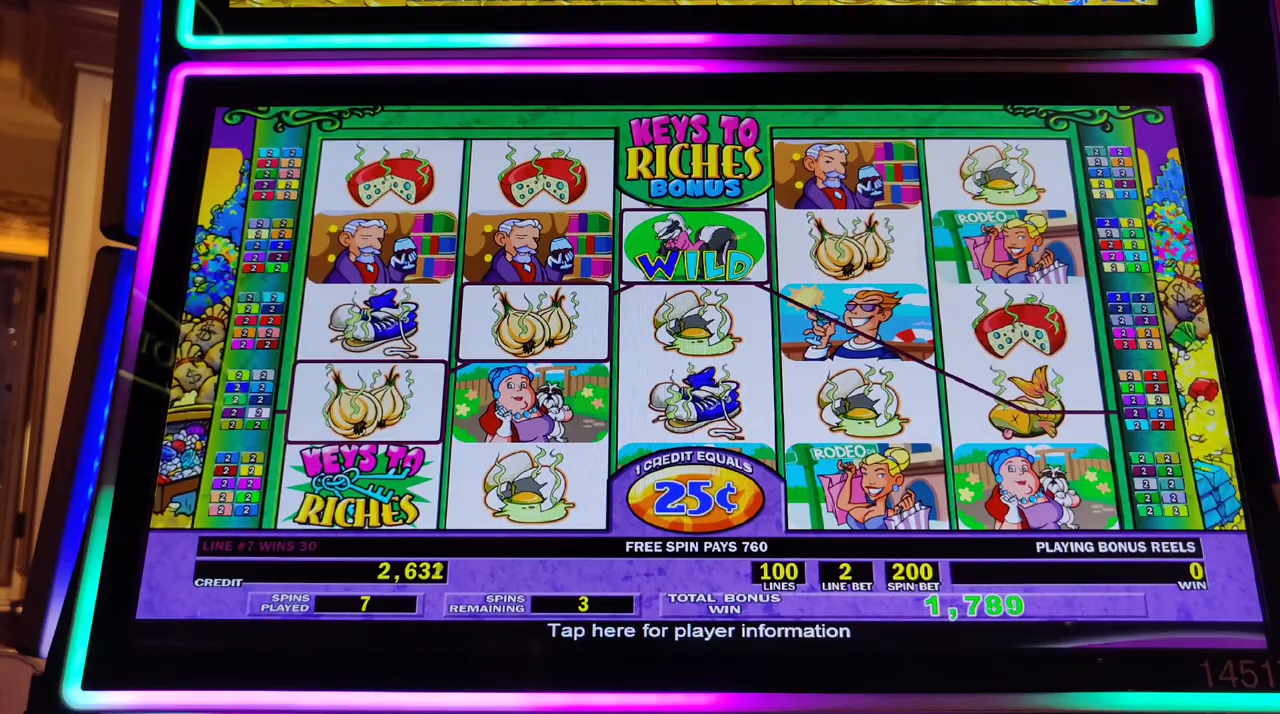 KEYS TO
RICHES
BONUS
WILD
RODEO
KEYS TO
RICHES
1 CREDIT EQUALS
25¢
RODEO
LINE #7 WINS 30
FREE SPIN PAYS 760
PLAYING BONUS REELS
CREDIT
100
LINES
2
LINE BET
200
SPIN BET
0
WIN
SPINS PLAYED 7
SPINS REMAINING 3
TOTAL BONUS WIN 1,789
Tap here for player information
1451